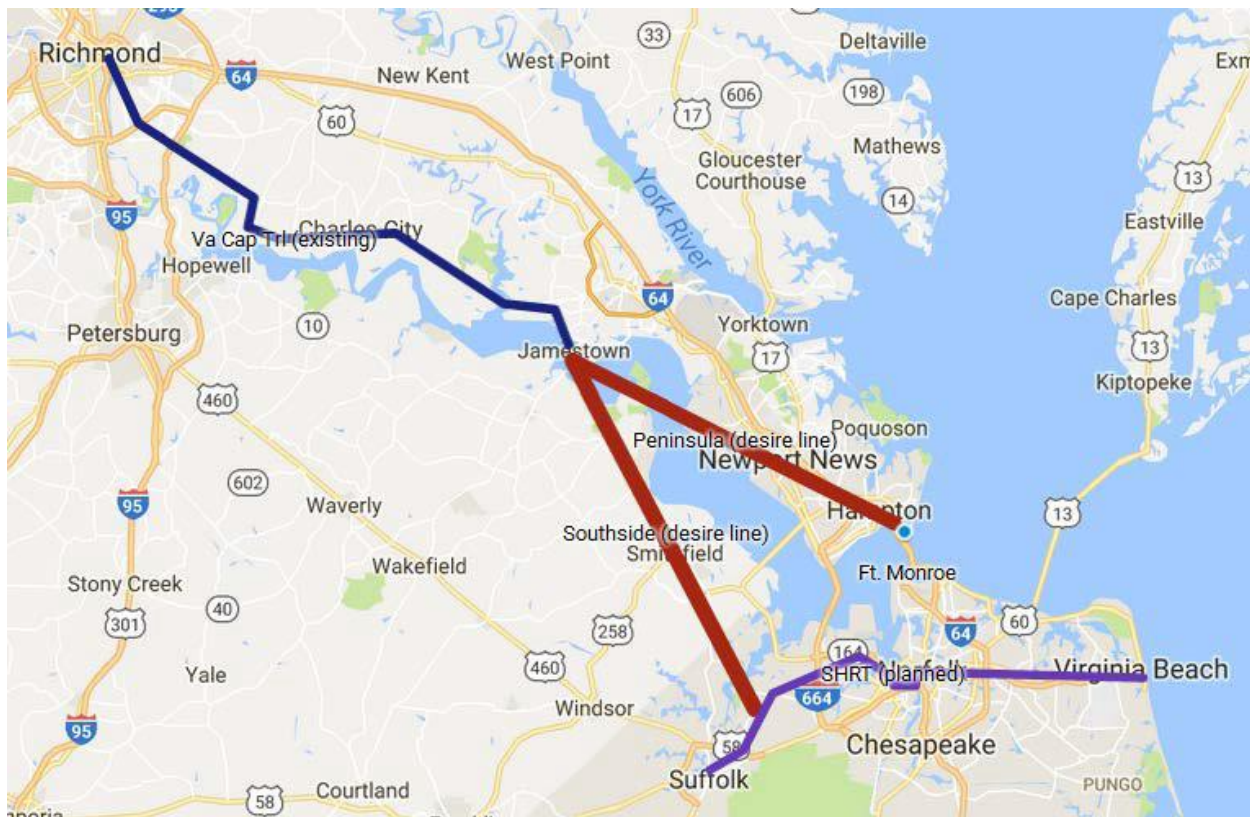 295
Richmond
33
Deltaville
West Point
Exm
64
New Kent
606
198
17
60
Mathews
Gloucester
Courthouse
13
York River
14
95
Eastville
Charles City
Va Cap Trl (existing)
Hopewell
64
Cape Charles
10
Petersburg
Yorktown
Jamestown
17
13
Kiptopeke
460
Poquoson
Peninsula (desire line)
Newport News
602
95
Waverly
Hampton
13
Southside (desire line)
Smithfield
Wakefield
Ft. Monroe
Stony Creek
40
301
60
258
64
164
Yale
460
SHRT (planned)
Norfolk
Virginia Beach
664
Windsor
95
58
Chesapeake
Suffolk
PUNGO
Courtland
58